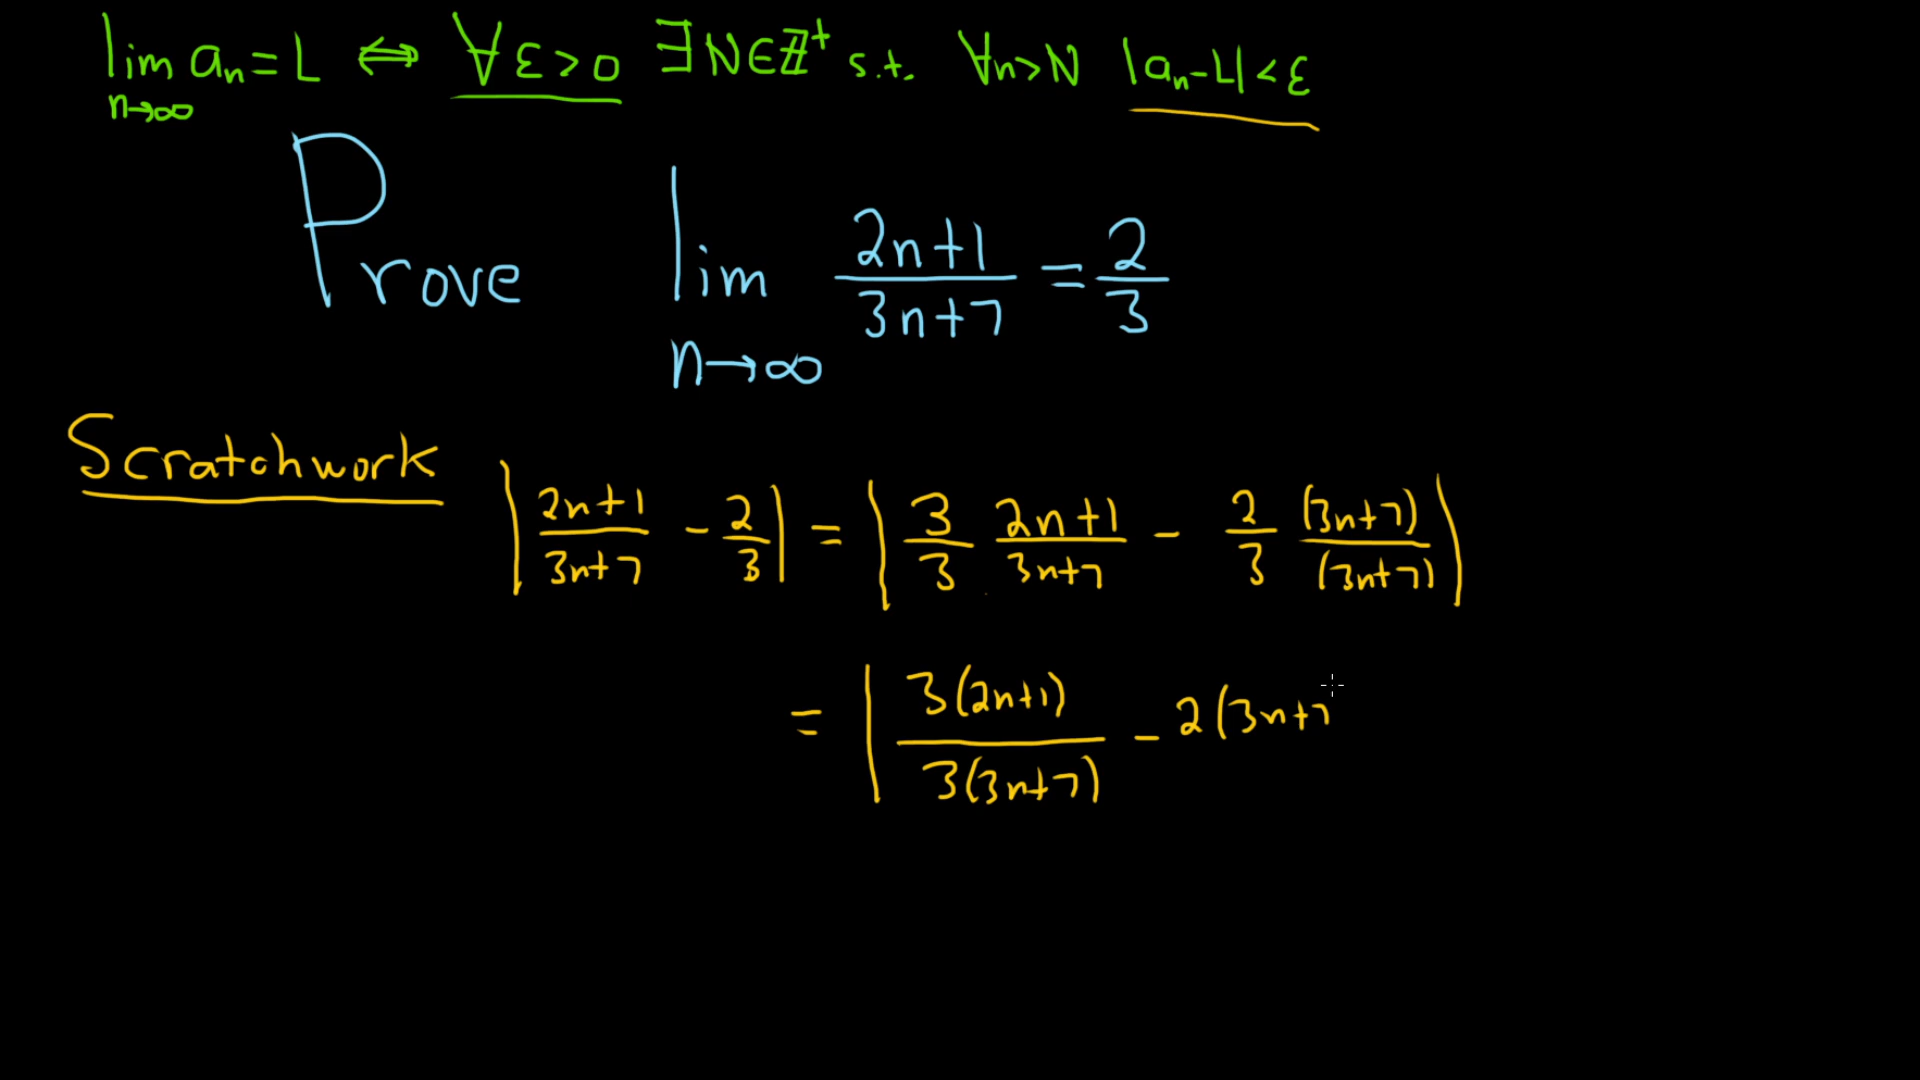 lim aₙ = L ⇔ ∀ε>0 ∃N∈ℤ⁺ s.t. ∀n>N |aₙ-L|<ε
n→∞
Prove lim (2n+1)/(3n+7) = 2/3
n→∞
Scratchwork |(2n+1)/(3n+7) - 2/3| = |3/3 (2n+1)/(3n+7) - 2/3 (3n+7)/(3n+7)|
= |3(2n+1)/3(3n+7) - 2(3n+7